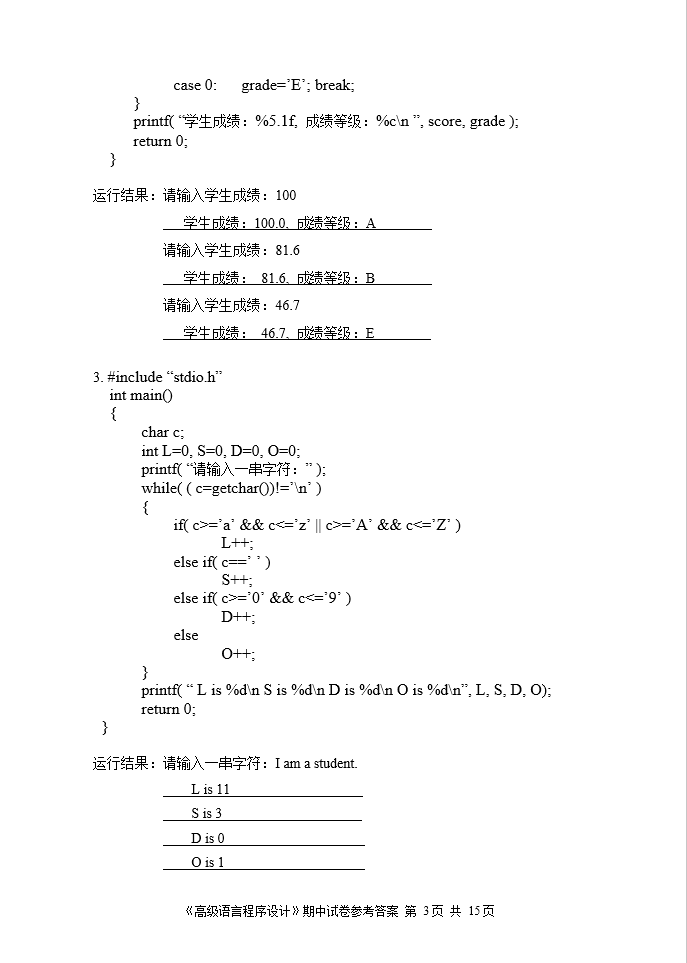 case 0: grade=’E’; break;
}
printf( “学生成绩：%5.1f, 成绩等级：%c\n ”, score, grade );
return 0;
}
运行结果：请输入学生成绩：100
学生成绩：100.0, 成绩等级：A
请输入学生成绩：81.6
学生成绩： 81.6, 成绩等级：B
请输入学生成绩：46.7
学生成绩： 46.7, 成绩等级：E
3. #include “stdio.h”
int main()
{
char c;
int L=0, S=0, D=0, O=0;
printf( “请输入一串字符：” );
while( ( c=getchar())!=’\n’ )
{
if( c>=’a’ && c<=’z’ || c>=’A’ && c<=’Z’ )
L++;
else if( c==’ ’ )
S++;
else if( c>=’0’ && c<=’9’ )
D++;
else
O++;
}
printf( “ L is %d\n S is %d\n D is %d\n O is %d\n”, L, S, D, O);
return 0;
}
运行结果：请输入一串字符：I am a student.
L is 11
S is 3
D is 0
O is 1
《高级语言程序设计》期中试卷参考答案 第 3页 共 15页